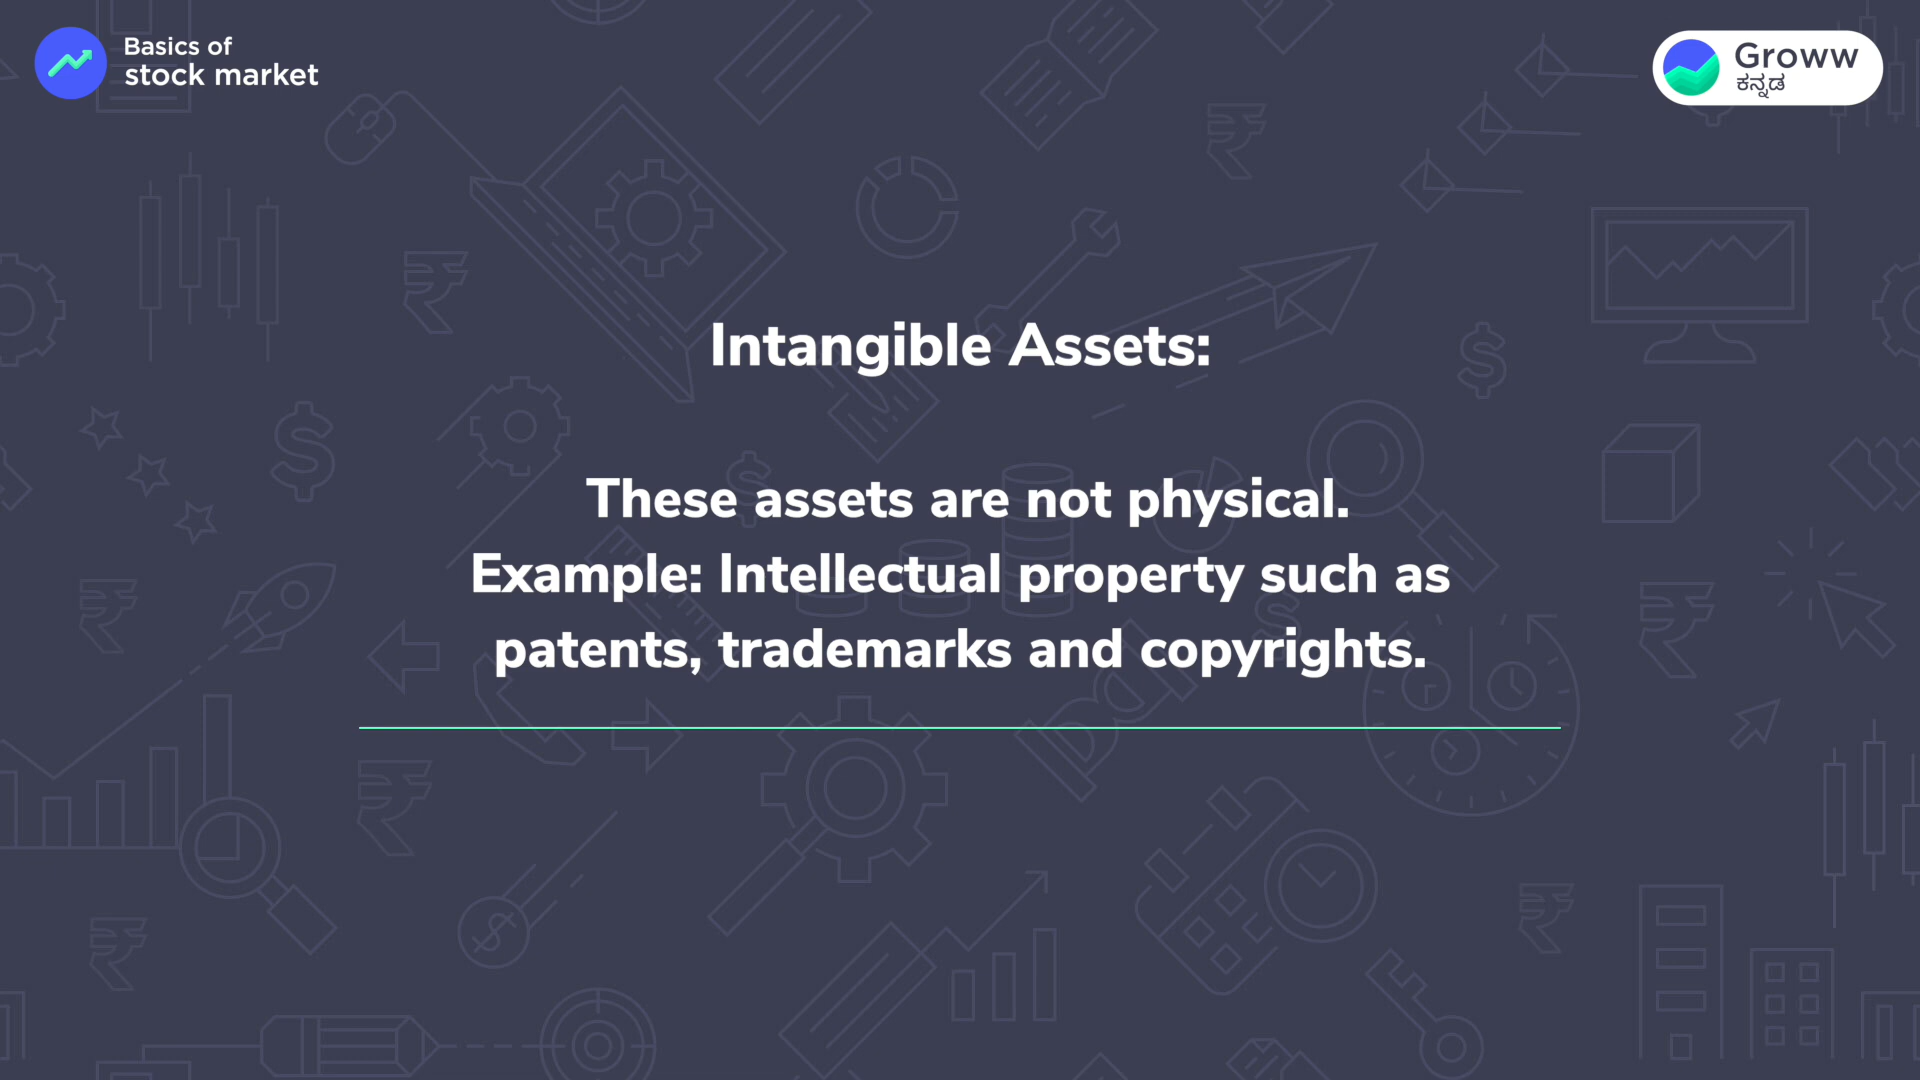 Basics of
stock market
Groww
ಕನ್ನಡ
Intangible Assets:
These assets are not physical.
Example: Intellectual property such as
patents, trademarks and copyrights.